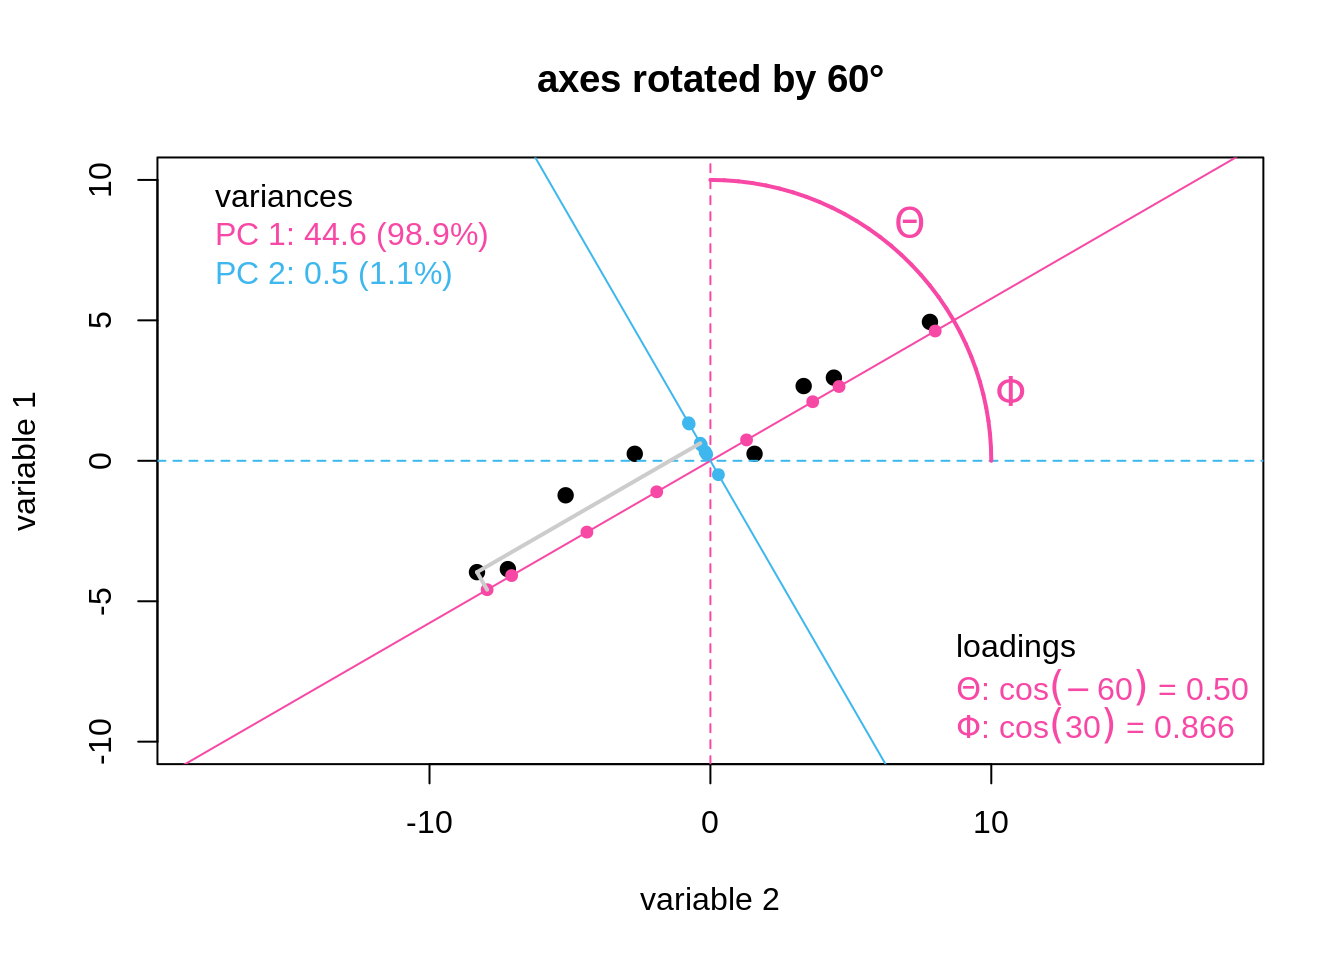 axes rotated by 60°
variances
PC 1: 44.6 (98.9%)
PC 2: 0.5 (1.1%)
Θ
Φ
loadings
Θ: cos(− 60) = 0.50
Φ: cos(30) = 0.866
10
5
0
-5
-10
variable 1
-10
0
10
variable 2